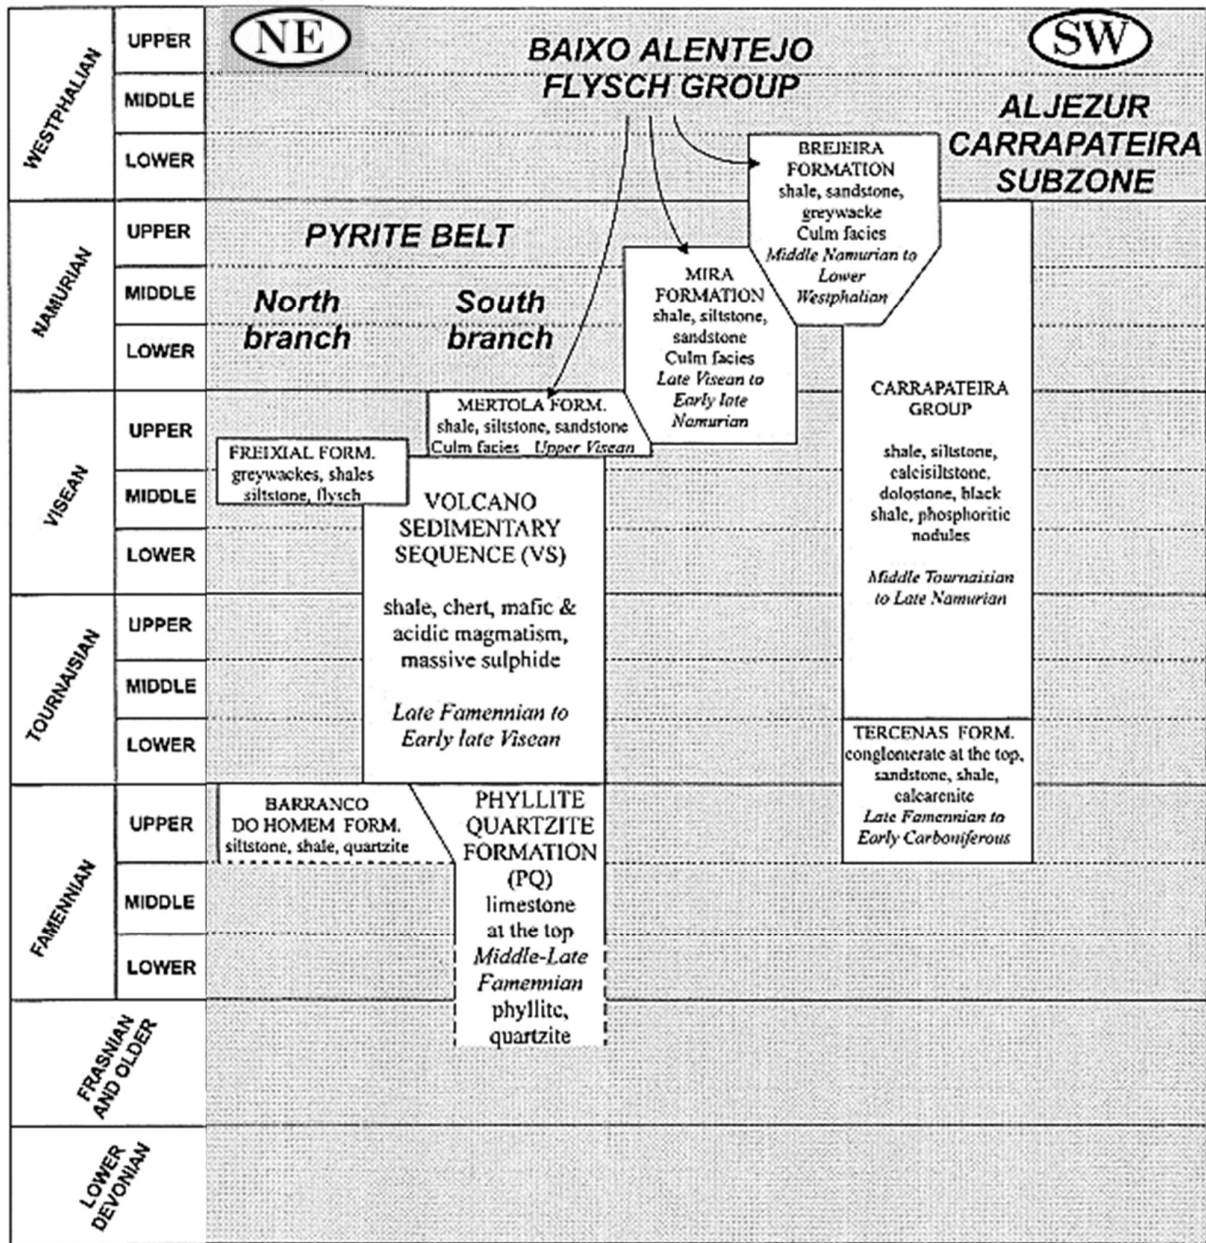 NE
SW
BAIXO ALENTEJO
FLYSCH GROUP
ALJEZUR
CARRAPATEIRA
SUBZONE
PYRITE BELT
North
branch
South
branch
WESTPHALIAN
UPPER
MIDDLE
LOWER
NAMURIAN
UPPER
MIDDLE
LOWER
VISEAN
UPPER
MIDDLE
LOWER
TOURNAISIAN
UPPER
MIDDLE
LOWER
FAMENNIAN
UPPER
MIDDLE
LOWER
FRASNIAN
AND OLDER
LOWER
DEVONIAN
BREJEIRA
FORMATION
shale, sandstone,
greywacke
Culm facies
Middle Namurian to
Lower
Westphalian
MIRA
FORMATION
shale, siltstone,
sandstone
Culm facies
Late Visean to
Early late
Namurian
MERTOLA FORM.
shale, siltstone, sandstone
Culm facies Upper Visean
FREIXIAL FORM.
greywackes, shales
siltstone, flysch
VOLCANO
SEDIMENTARY
SEQUENCE (VS)
shale, chert, mafic &
acidic magmatism,
massive sulphide
Late Famennian to
Early late Visean
CARRAPATEIRA
GROUP
shale, siltstone,
calcisiltstone,
dolostone, black
shale, phosphoritic
nodules
Middle Tournaisian
to Late Namurian
TERCENAS FORM.
conglomerate at the top,
sandstone, shale,
calcarenite
Late Famennian to
Early Carboniferous
BARRANCO
DO HOMEM FORM.
siltstone, shale, quartzite
PHYLLITE
QUARTZITE
FORMATION
(PQ)
limestone
at the top
Middle-Late
Famennian
phyllite,
quartzite